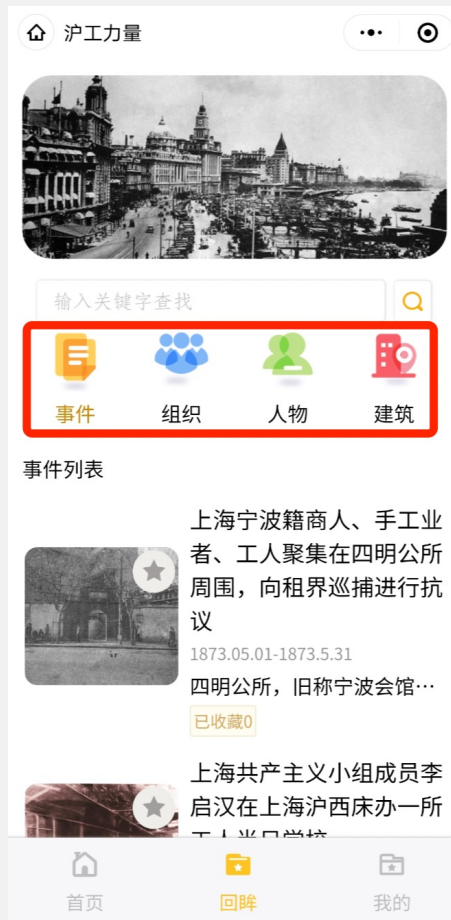 沪工力量
输入关键字查找
事件 组织 人物 建筑
事件列表
上海宁波籍商人、手工业
者、工人聚集在四明公所
周围，向租界巡捕进行抗
议
1873.05.01-1873.5.31
四明公所，旧称宁波会馆…
已收藏0
上海共产主义小组成员李
启汉在上海沪西床办一所
首页 回眸 我的